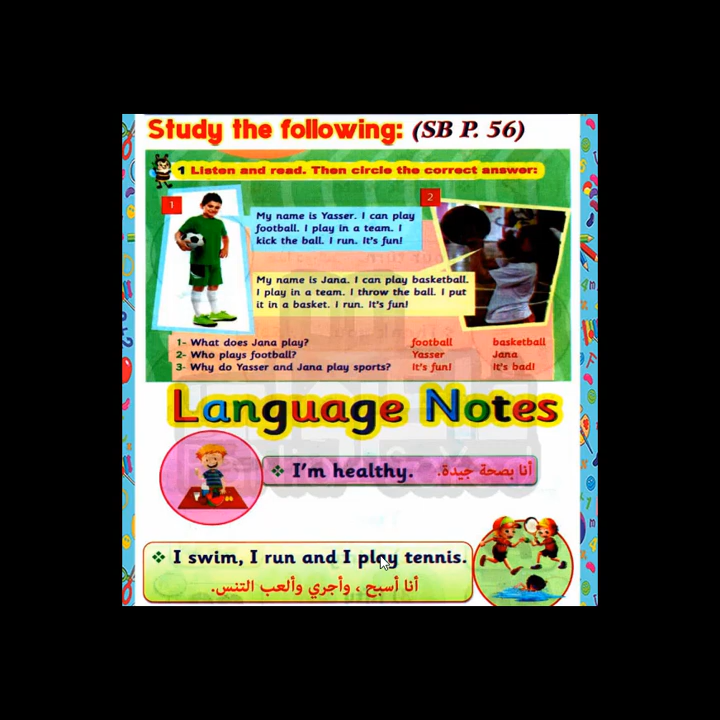 Study the following: (SB P. 56)
1 Listen and read. Then circle the correct answer:
1
My name is Yasser. I can play
football. I play in a team. I
kick the ball. I run. It's fun!
2
My name is Jana. I can play basketball.
I play in a team. I throw the ball. I put
it in a basket. I run. It's fun!
1- What does Jana play? football basketball
2- Who plays football? Yasser Jana
3- Why do Yasser and Jana play sports? It's fun! It's bad!
Language Notes
❖ I'm healthy. أنا بصحة جيدة.
❖ I swim, I run and I play tennis.
أنا أسبح ، وأجري وألعب التنس.